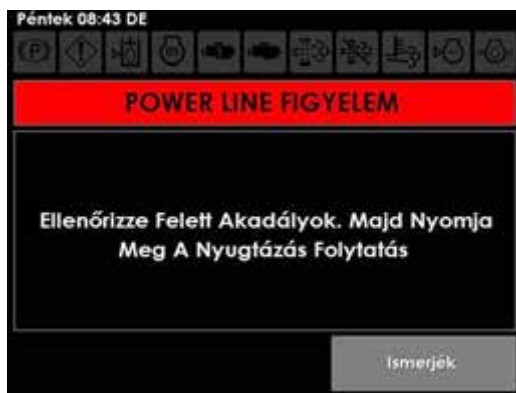 Péntek 08:43 DE
POWER LINE FIGYELEM
Ellenőrizze Felett Akadályok. Majd Nyomja
Meg A Nyugtázás Folytatás
Ismerjék